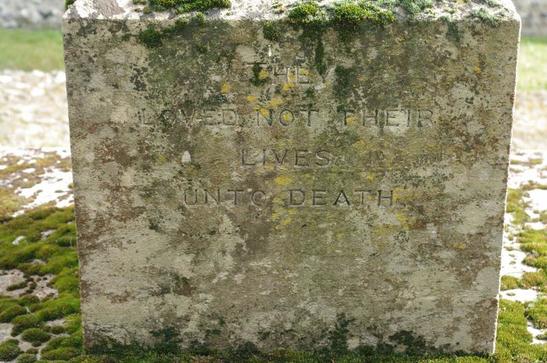 THEY
LOVED NOT THEIR
LIVES
UNTO DEATH